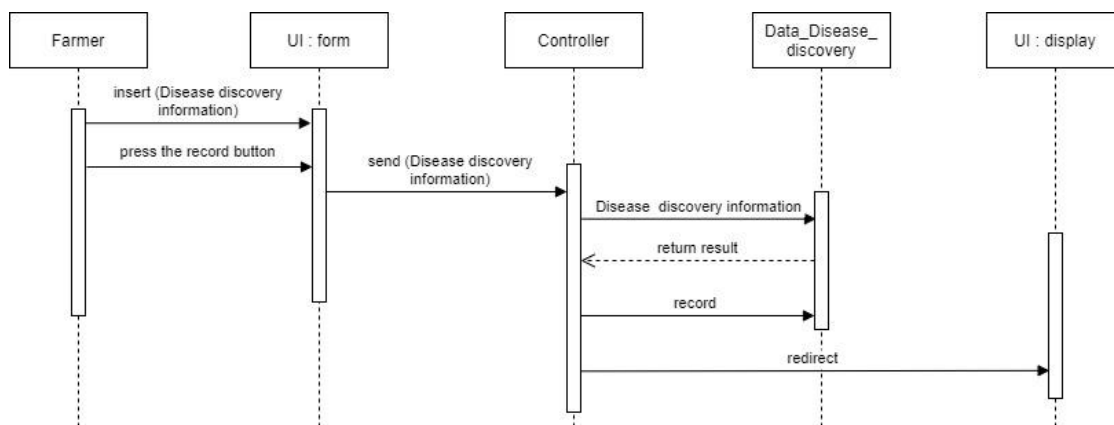 Farmer
UI : form
Controller
Data_Disease_
discovery
UI : display
insert (Disease discovery
information)
press the record button
send (Disease discovery
information)
Disease discovery information
return result
record
redirect